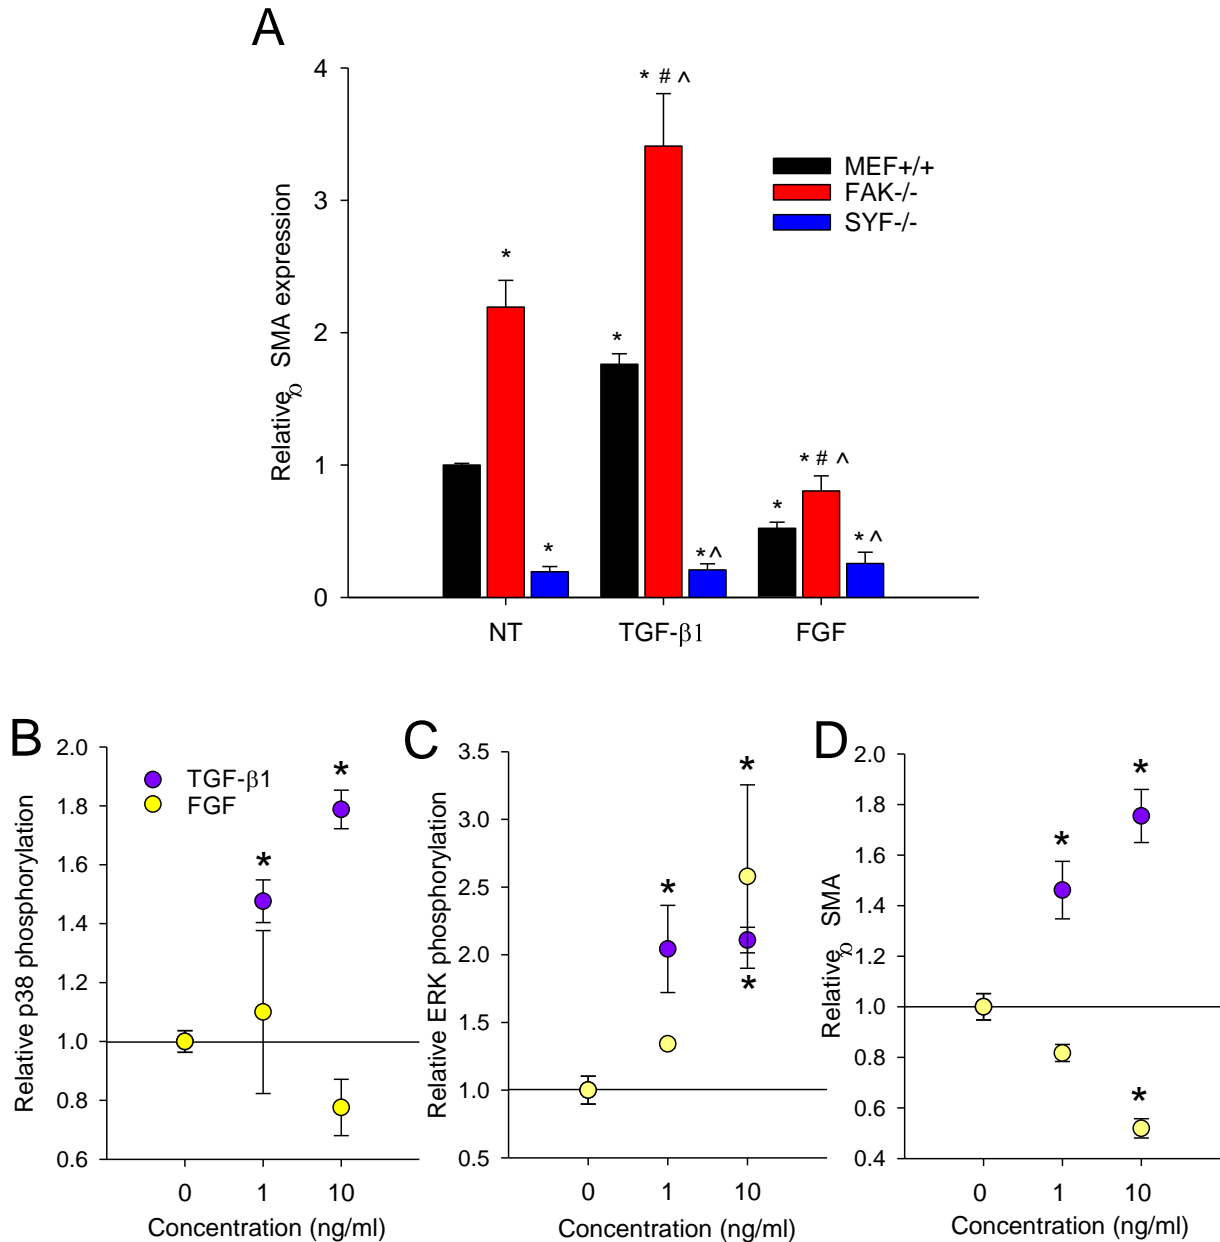 A
4
3
2
1
0
Relative α SMA expression
* # ^
*
*
*
* ^
* # ^
*
* ^
MEF+/+
FAK-/-
SYF-/-
NT
TGF-β1
FGF
B
2.0
1.8
1.6
1.4
1.2
1.0
0.8
0.6
Relative p38 phosphorylation
TGF-β1
FGF
*
*
0
1
10
Concentration (ng/ml)
C
3.5
3.0
2.5
2.0
1.5
1.0
0.5
Relative ERK phosphorylation
*
*
*
0
1
10
Concentration (ng/ml)
D
2.0
1.8
1.6
1.4
1.2
1.0
0.8
0.6
0.4
Relative α SMA
*
*
*
0
1
10
Concentration (ng/ml)